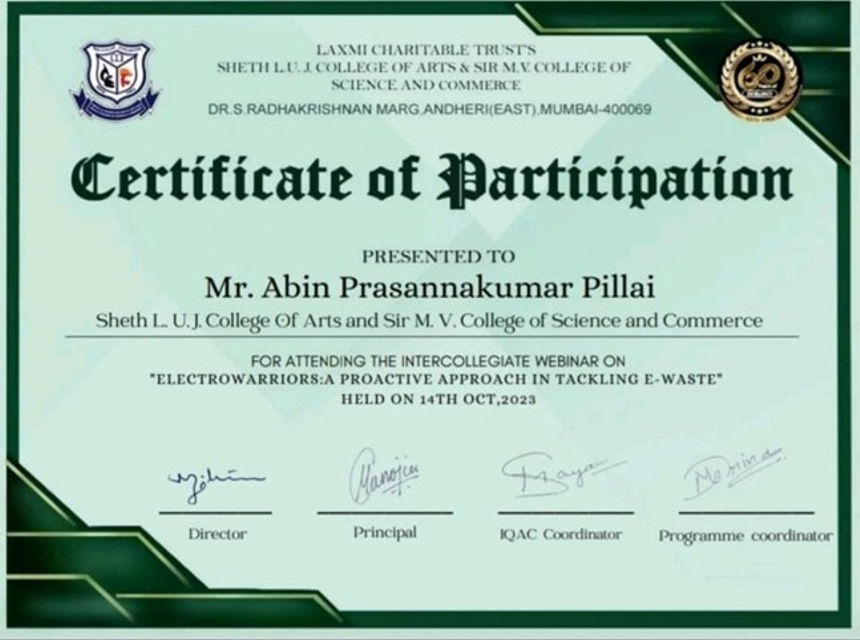 LAXMI CHARITABLE TRUST'S
SHETH L.U. J. COLLEGE OF ARTS & SIR M.V. COLLEGE OF
SCIENCE AND COMMERCE
DR.S.RADHAKRISHNAN MARG,ANDHERI(EAST),MUMBAI-400069
60
Certificate of Participation
PRESENTED TO
Mr. Abin Prasannakumar Pillai
Sheth L. U. J. College Of Arts and Sir M. V. College of Science and Commerce
FOR ATTENDING THE INTERCOLLEGIATE WEBINAR ON
"ELECTROWARRIORS:A PROACTIVE APPROACH IN TACKLING E-WASTE"
HELD ON 14TH OCT,2023
Director
Principal
IQAC Coordinator
Programme coordinator